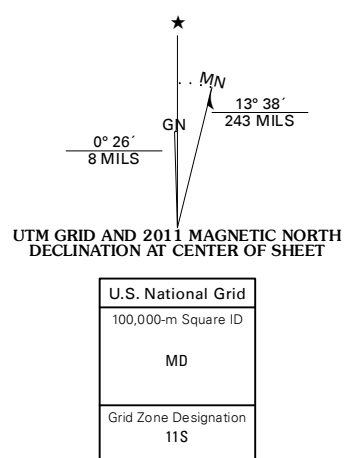 ★
MN
GN
13° 38´
243 MILS
0° 26´
8 MILS
UTM GRID AND 2011 MAGNETIC NORTH
DECLINATION AT CENTER OF SHEET
U.S. National Grid
100,000-m Square ID
MD
Grid Zone Designation
11S